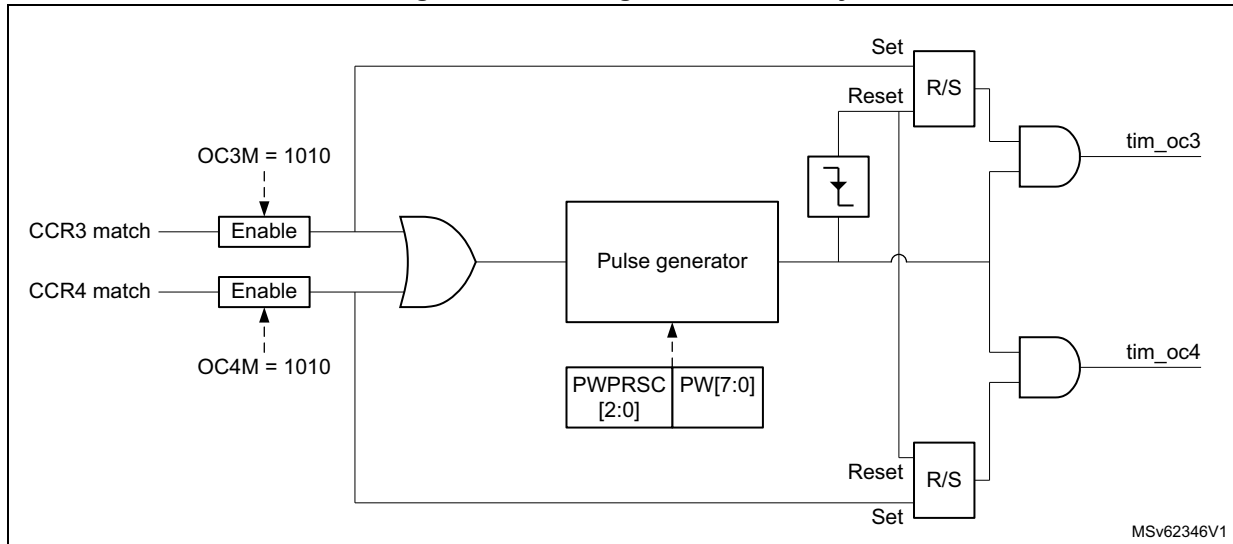 Set
R/S
Reset
OC3M = 1010
tim_oc3
CCR3 match
Enable
Pulse generator
CCR4 match
Enable
tim_oc4
OC4M = 1010
PWPRSC
[2:0]
PW[7:0]
Reset
R/S
Set
MSv62346V1